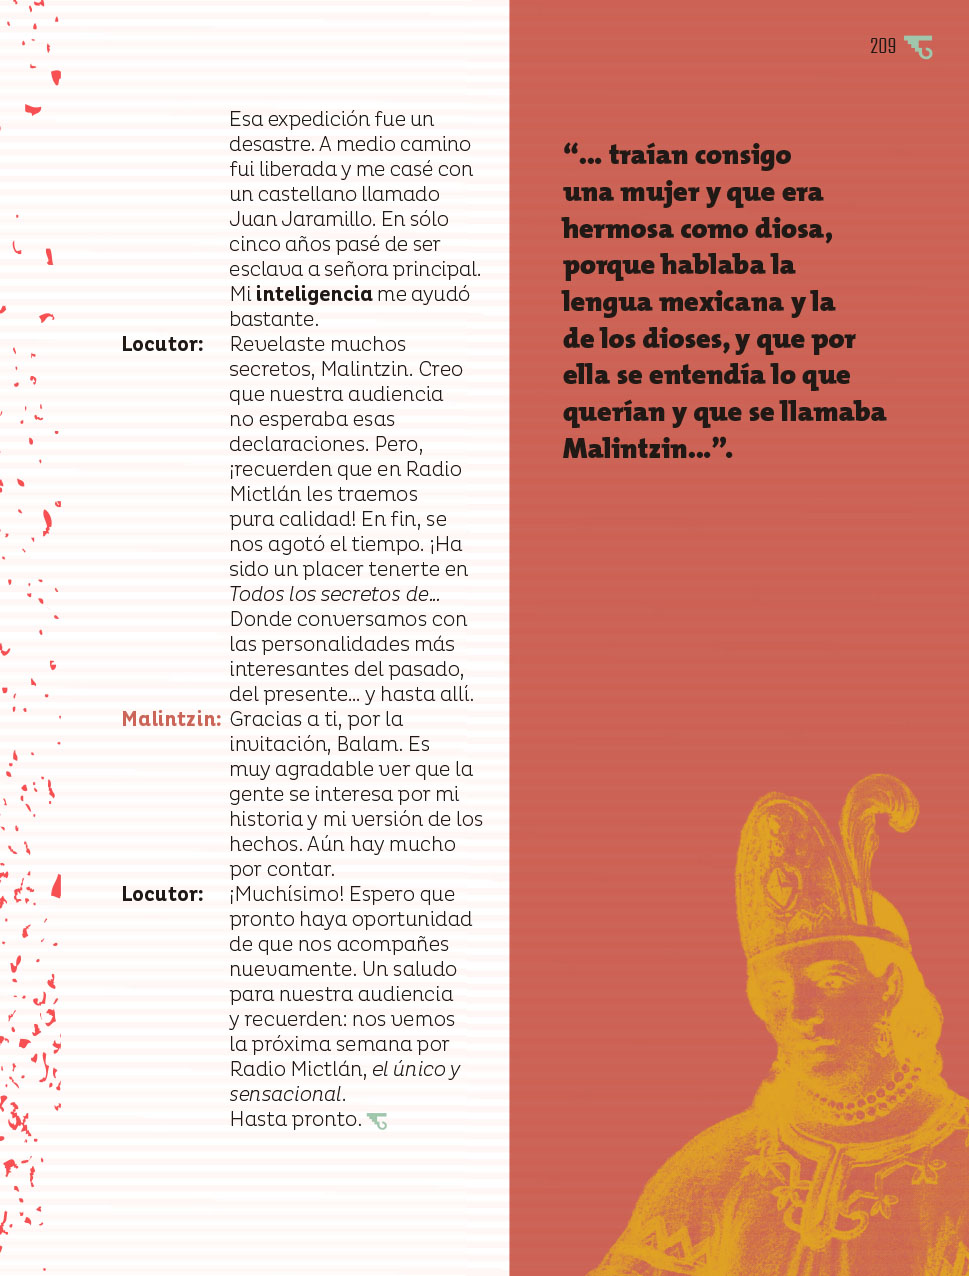 209
Esa expedición fue un
desastre. A medio camino
fui liberada y me casé con
un castellano llamado
Juan Jaramillo. En sólo
cinco años pasé de ser
esclava a señora principal.
Mi inteligencia me ayudó
bastante.
Locutor: Revelaste muchos
secretos, Malintzin. Creo
que nuestra audiencia
no esperaba esas
declaraciones. Pero,
¡recuerden que en Radio
Mictlán les traemos
pura calidad! En fin, se
nos agotó el tiempo. ¡Ha
sido un placer tenerte en
Todos los secretos de...
Donde conversamos con
las personalidades más
interesantes del pasado,
del presente... y hasta allí.
Malintzin: Gracias a ti, por la
invitación, Balam. Es
muy agradable ver que la
gente se interesa por mi
historia y mi versión de los
hechos. Aún hay mucho
por contar.
Locutor: ¡Muchísimo! Espero que
pronto haya oportunidad
de que nos acompañes
nuevamente. Un saludo
para nuestra audiencia
y recuerden: nos vemos
la próxima semana por
Radio Mictlán, el único y
sensacional.
Hasta pronto.
“... traían consigo
una mujer y que era
hermosa como diosa,
porque hablaba la
lengua mexicana y la
de los dioses, y que por
ella se entendía lo que
querían y que se llamaba
Malintzin...”.